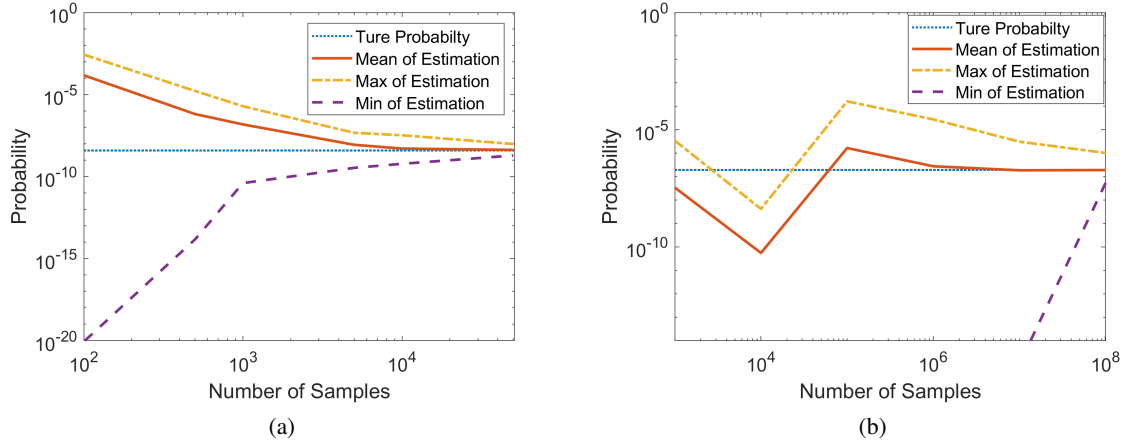 10^0
10^-5
10^-10
10^-15
10^-20
Probability
10^2
10^3
10^4
Number of Samples
Ture Probabilty
Mean of Estimation
Max of Estimation
Min of Estimation
(a)
10^0
10^-5
10^-10
Probability
10^4
10^6
10^8
Number of Samples
Ture Probabilty
Mean of Estimation
Max of Estimation
Min of Estimation
(b)